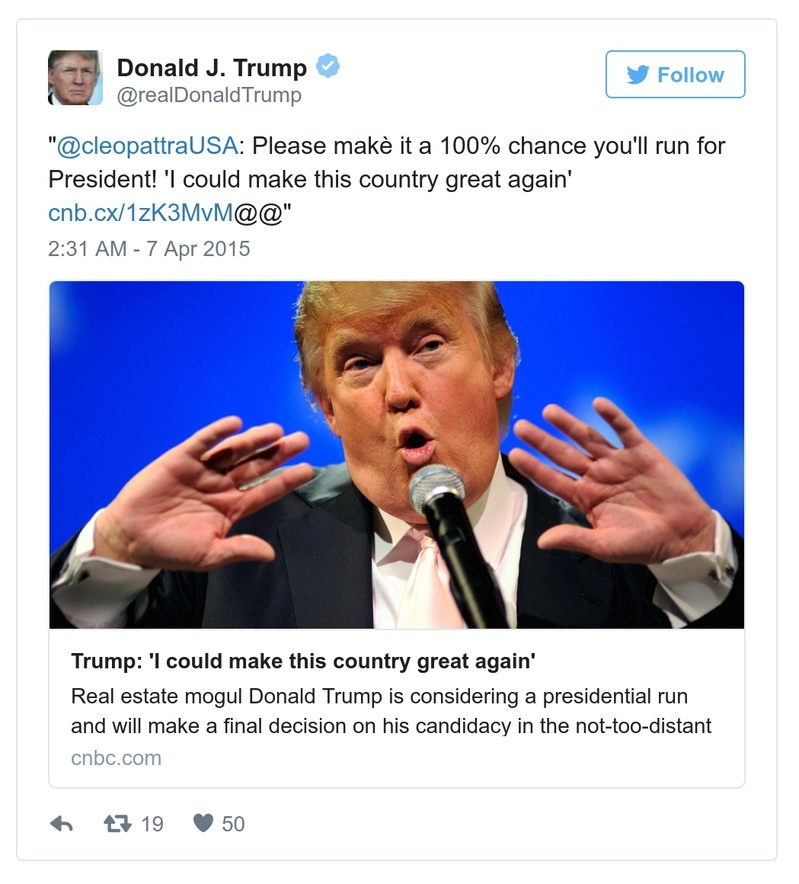 Donald J. Trump
@realDonaldTrump
Follow
"@cleopattraUSA: Please makè it a 100% chance you'll run for
President! 'I could make this country great again'
cnb.cx/1zK3MvM@@"
2:31 AM - 7 Apr 2015
Trump: 'I could make this country great again'
Real estate mogul Donald Trump is considering a presidential run
and will make a final decision on his candidacy in the not-too-distant
cnbc.com
19 50